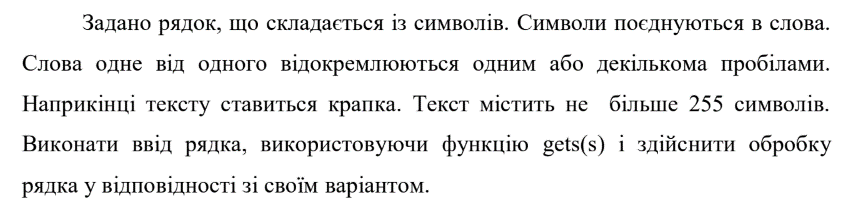 Задано рядок, що складається із символів. Символи поєднуються в слова.
Слова одне від одного відокремлюються одним або декількома пробілами.
Наприкінці тексту ставиться крапка. Текст містить не більше 255 символів.
Виконати ввід рядка, використовуючи функцію gets(s) і здійснити обробку
рядка у відповідності зі своїм варіантом.